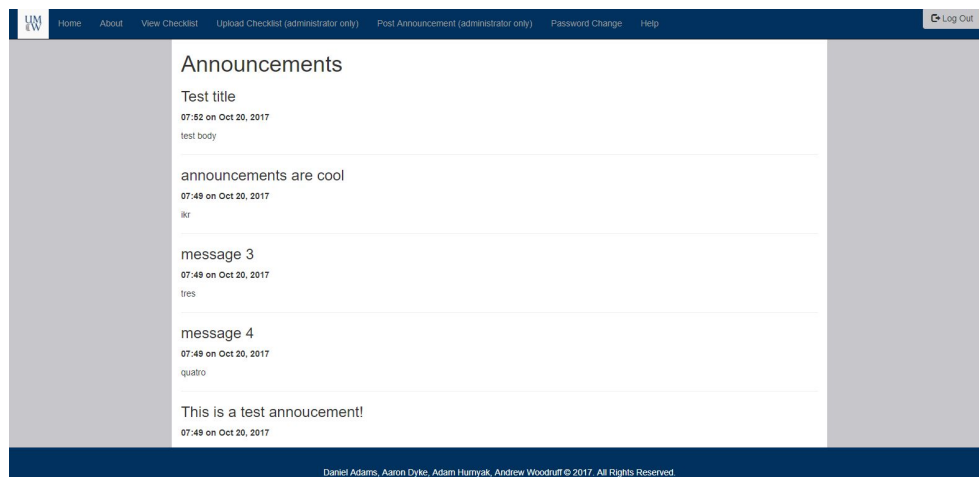 UM
W
Home About View Checklist Upload Checklist (administrator only) Post Announcement (administrator only) Password Change Help Log Out
Announcements
Test title
07:52 on Oct 20, 2017
test body
announcements are cool
07:49 on Oct 20, 2017
ikr
message 3
07:49 on Oct 20, 2017
tres
message 4
07:49 on Oct 20, 2017
quatro
This is a test annoucement!
07:49 on Oct 20, 2017
Daniel Adams, Aaron Dyke, Adam Hurnyak, Andrew Woodruff © 2017. All Rights Reserved.